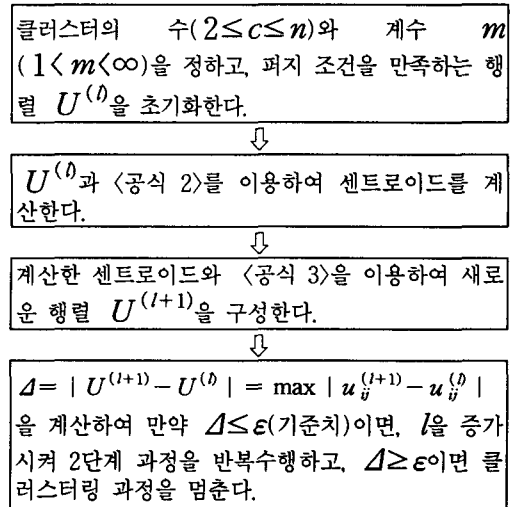 클러스터의 수(2≤c≤n)와 계수 m
(1<m<∞)을 정하고, 퍼지 조건을 만족하는 행
렬 U^(l)을 초기화한다.
⇩
U^(l)과 <공식 2>를 이용하여 센트로이드를 계
산한다.
⇩
계산한 센트로이드와 <공식 3>을 이용하여 새로
운 행렬 U^(l+1)을 구성한다.
⇩
Δ= | U^(l+1) − U^(l) | = max | u_ij^(l+1) − u_ij^(l) |
을 계산하여 만약 Δ≤ε(기준치)이면, l을 증가
시켜 2단계 과정을 반복수행하고, Δ≥ε이면 클
러스터링 과정을 멈춘다.